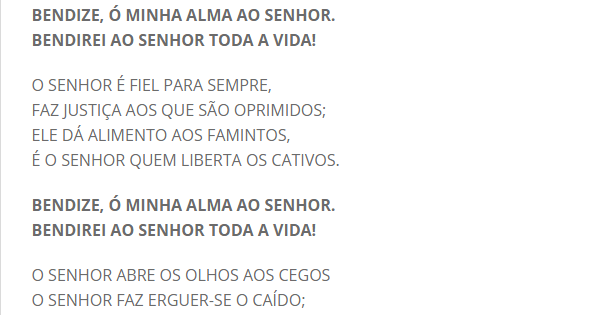 BENDIZE, Ó MINHA ALMA AO SENHOR.
BENDIREI AO SENHOR TODA A VIDA!
O SENHOR É FIEL PARA SEMPRE,
FAZ JUSTIÇA AOS QUE SÃO OPRIMIDOS;
ELE DÁ ALIMENTO AOS FAMINTOS,
É O SENHOR QUEM LIBERTA OS CATIVOS.
BENDIZE, Ó MINHA ALMA AO SENHOR.
BENDIREI AO SENHOR TODA A VIDA!
O SENHOR ABRE OS OLHOS AOS CEGOS
O SENHOR FAZ ERGUER-SE O CAÍDO;